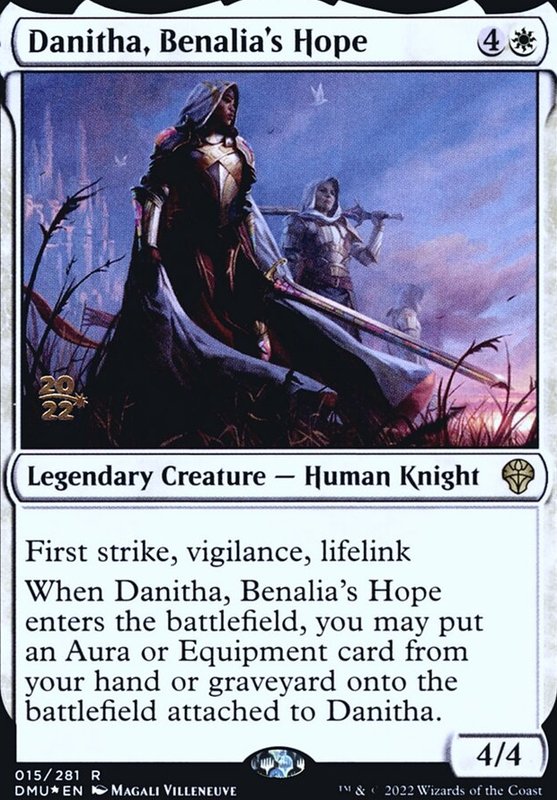 Danitha, Benalia's Hope 4
20
22
Legendary Creature — Human Knight
First strike, vigilance, lifelink
When Danitha, Benalia's Hope
enters the battlefield, you may put
an Aura or Equipment card from
your hand or graveyard onto the
battlefield attached to Danitha.
4/4
015/281 R
DMU★EN Magali Villeneuve
™ & © 2022 Wizards of the Coast